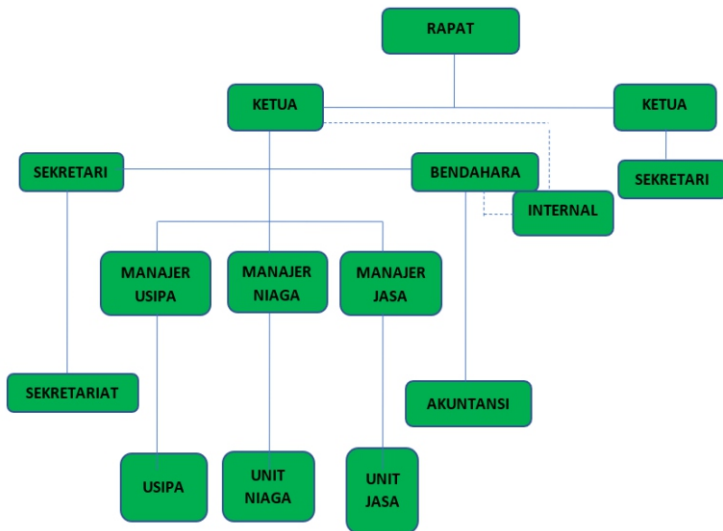 RAPAT
KETUA
KETUA
SEKRETARI
BENDAHARA
SEKRETARI
INTERNAL
MANAJER
USIPA
MANAJER
NIAGA
MANAJER
JASA
SEKRETARIAT
AKUNTANSI
USIPA
UNIT
NIAGA
UNIT
JASA